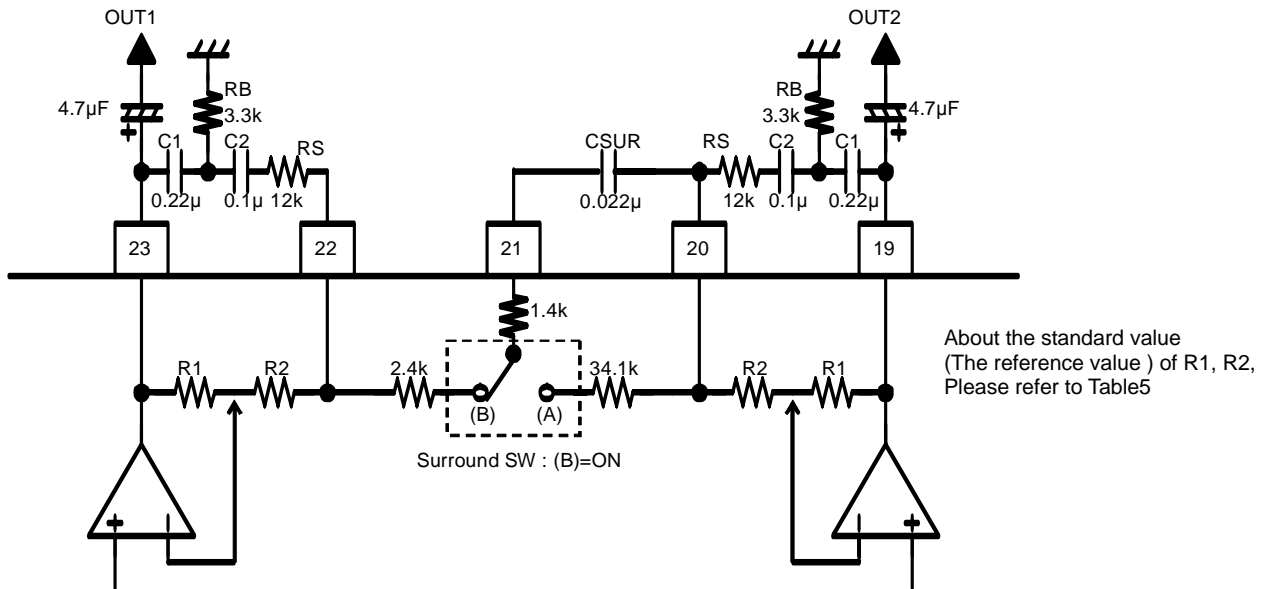 OUT1
OUT2
RB
RB
4.7µF
3.3k
3.3k
4.7µF
C1
C2
RS
CSUR
RS
C2
C1
0.22µ
0.1µ
12k
0.022µ
12k
0.1µ
0.22µ
23
22
21
20
19
1.4k
R1
R2
2.4k
34.1k
R2
R1
(B)
(A)
Surround SW : (B)=ON
About the standard value
(The reference value ) of R1, R2,
Please refer to Table5